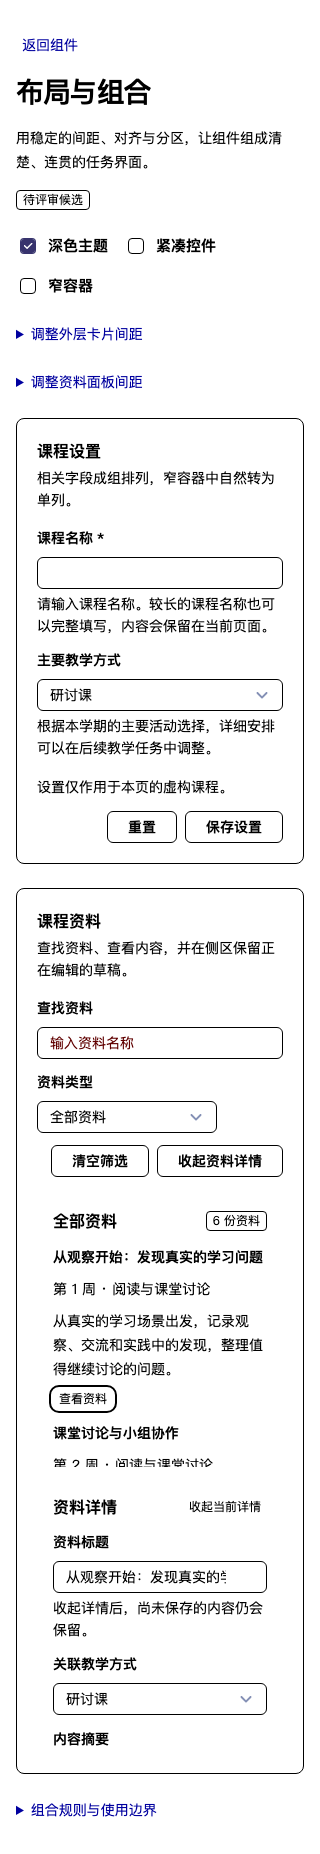 返回组件
布局与组合
用稳定的间距、对齐与分区，让组件组成清
楚、连贯的任务界面。
待评审候选
深色主题 紧凑控件
窄容器
调整外层卡片间距
调整资料面板间距
课程设置
相关字段成组排列，窄容器中自然转为
单列。
课程名称 *
请输入课程名称。较长的课程名称也可
以完整填写，内容会保留在当前页面。
主要教学方式
研讨课
根据本学期的主要活动选择，详细安排
可以在后续教学任务中调整。
设置仅作用于本页的虚构课程。
重置 保存设置
课程资料
查找资料、查看内容，并在侧区保留正
在编辑的草稿。
查找资料
输入资料名称
资料类型
全部资料
清空筛选 收起资料详情
全部资料 6 份资料
从观察开始：发现真实的学习问题
第 1 周 · 阅读与课堂讨论
从真实的学习场景出发，记录观
察、交流和实践中的发现，整理值
得继续讨论的问题。
查看资料
课堂讨论与小组协作
第 2 周 · 阅读与课堂讨论
资料详情 收起当前详情
资料标题
从观察开始：发现真实的
收起详情后，尚未保存的内容仍会
保留。
关联教学方式
研讨课
内容摘要
组合规则与使用边界